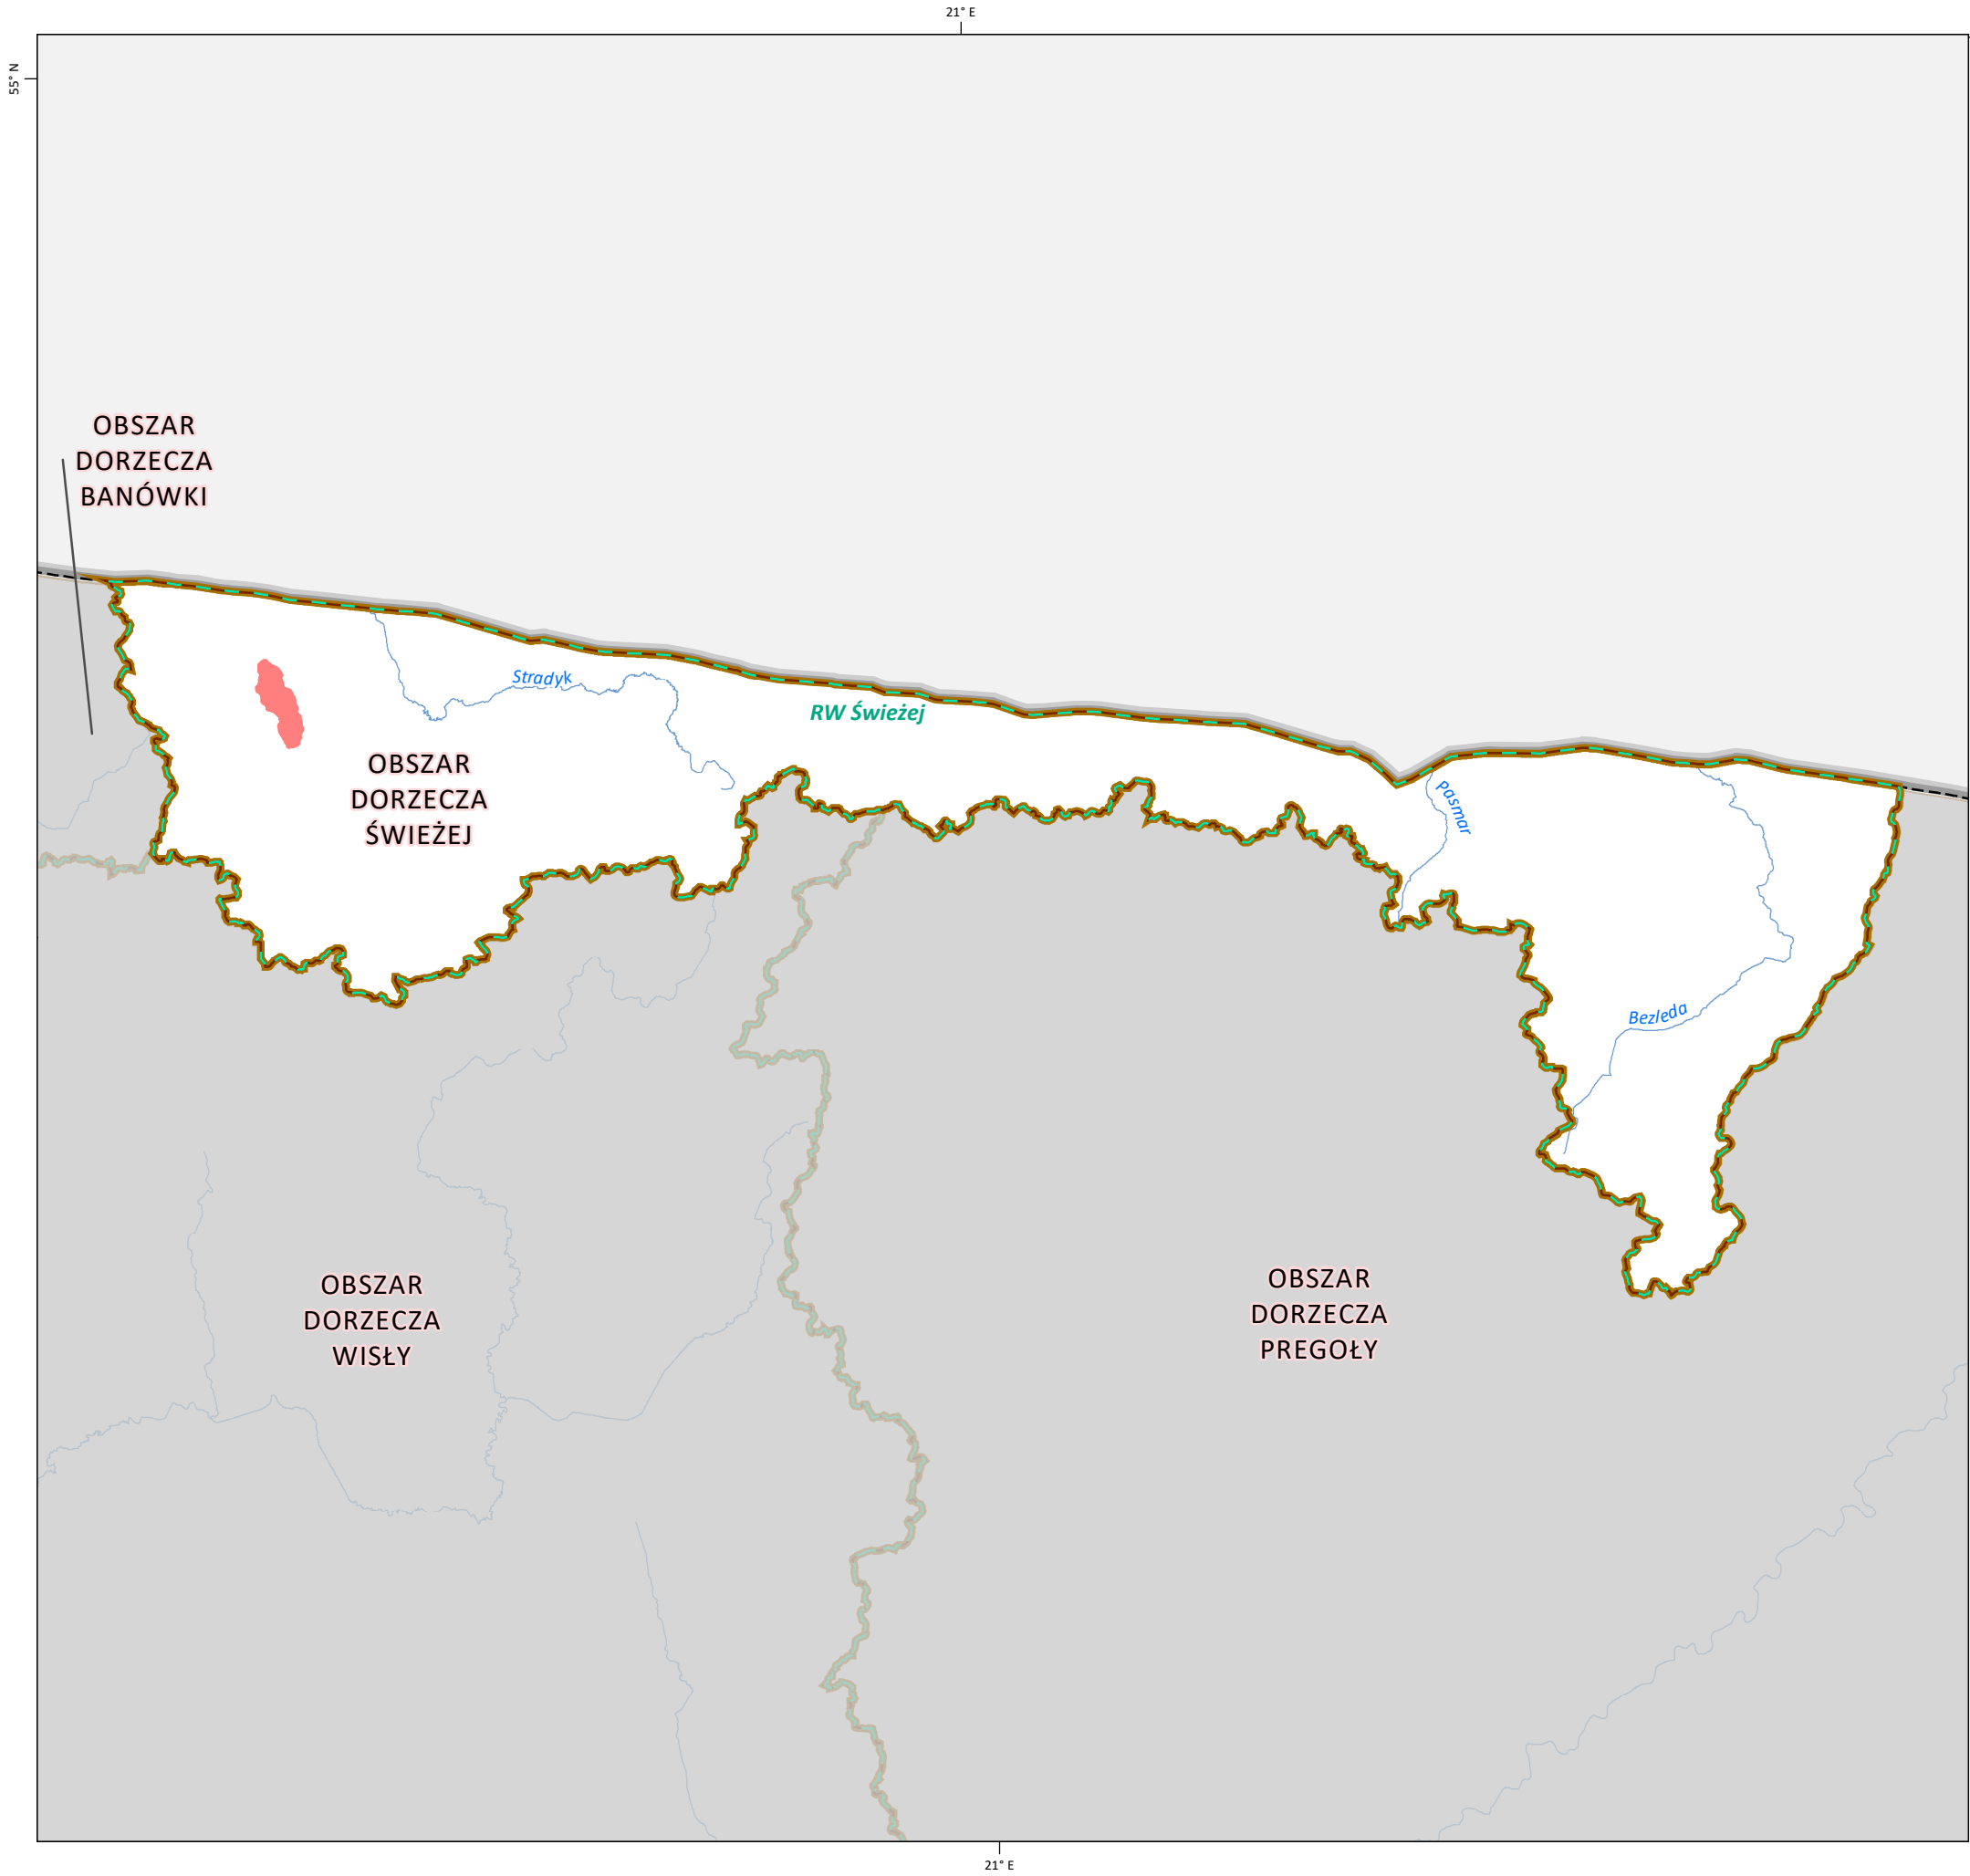 21° E
55° N
OBSZAR
DORZECZA
BANÓWKI
Stradyk
RW Świeżej
OBSZAR
DORZECZA
ŚWIEŻEJ
Pasmar
Bezleda
OBSZAR
DORZECZA
WISŁY
OBSZAR
DORZECZA
PREGOŁY
21° E